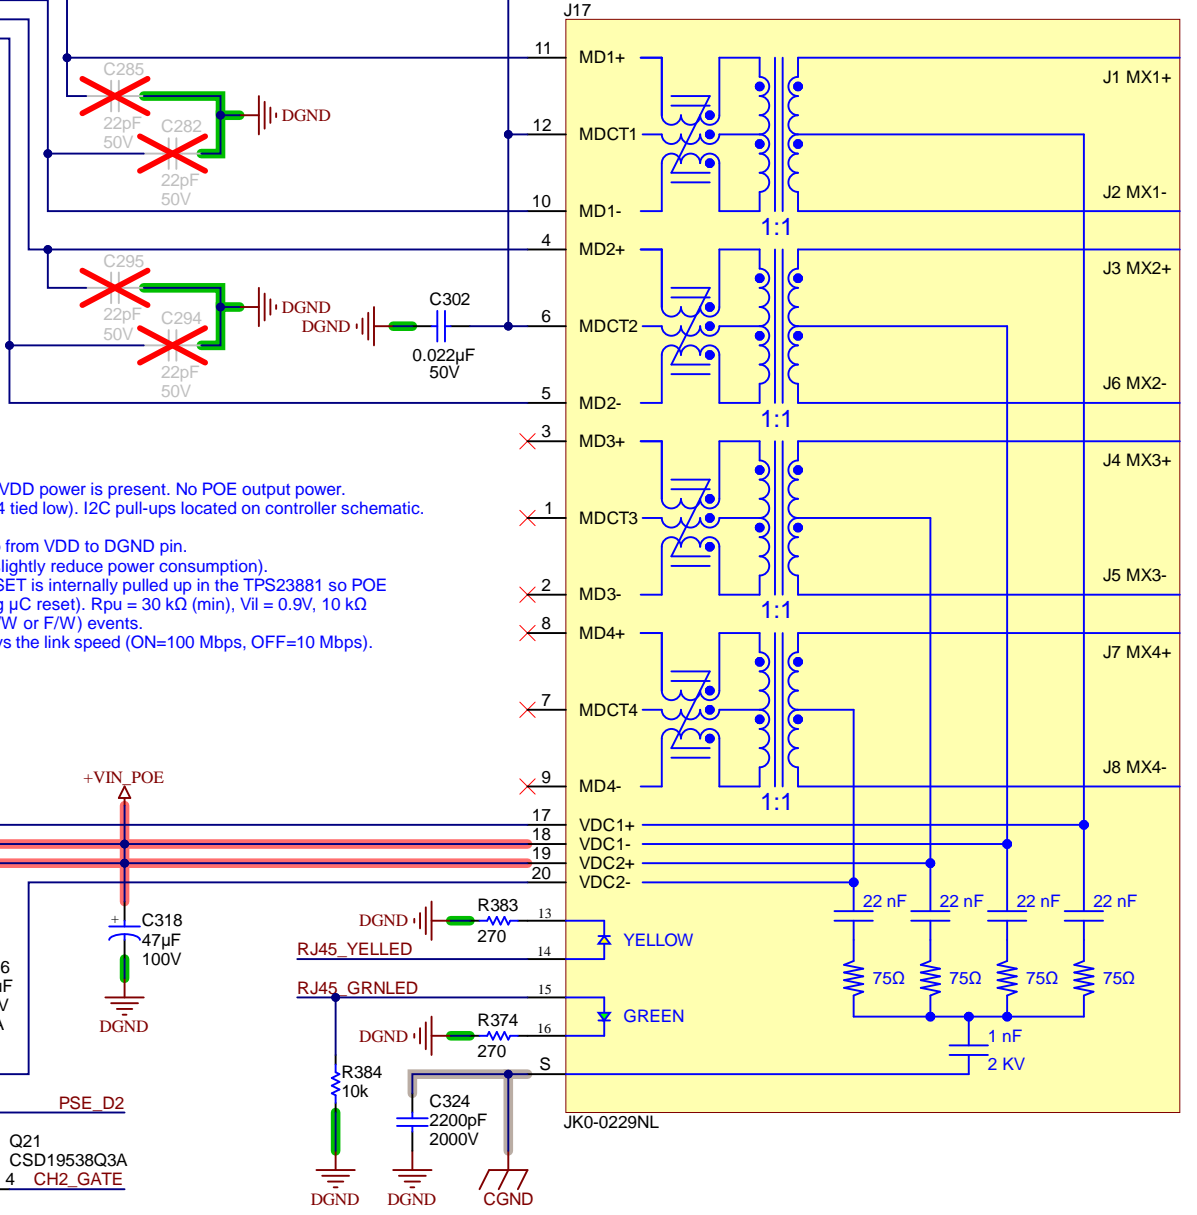 J17
11 MD1+
J1 MX1+
C285
22pF
50V
DGND
C282
22pF
50V
12 MDCT1
10 MD1-
J2 MX1-
1:1
4 MD2+
J3 MX2+
C295
22pF
50V
DGND
C294
22pF
50V
DGND
C302
0.022µF
50V
6 MDCT2
5 MD2-
J6 MX2-
1:1
3 MD3+
J4 MX3+
1 MDCT3
2 MD3-
J5 MX3-
1:1
8 MD4+
J7 MX4+
7 MDCT4
9 MD4-
J8 MX4-
1:1
VDD power is present. No POE output power.
4 tied low). I2C pull-ups located on controller schematic.
from VDD to DGND pin.
lightly reduce power consumption).
SET is internally pulled up in the TPS23881 so POE
g µC reset). Rpu = 30 kΩ (min), Vil = 0.9V, 10 kΩ
/W or F/W) events.
ys the link speed (ON=100 Mbps, OFF=10 Mbps).
+VIN_POE
17 VDC1+
18 VDC1-
19 VDC2+
20 VDC2-
C318
47µF
100V
DGND
+
22 nF 22 nF 22 nF 22 nF
75Ω 75Ω 75Ω 75Ω
1 nF
2 KV
DGND
R383
270
13
RJ45_YELLED
14
YELLOW
RJ45_GRNLED
15
GREEN
DGND
R374
270
16
S
R384
10k
C324
2200pF
2000V
DGND
DGND
CGND
JK0-0229NL
6
µF
V
A
PSE_D2
Q21
CSD19538Q3A
4 CH2_GATE